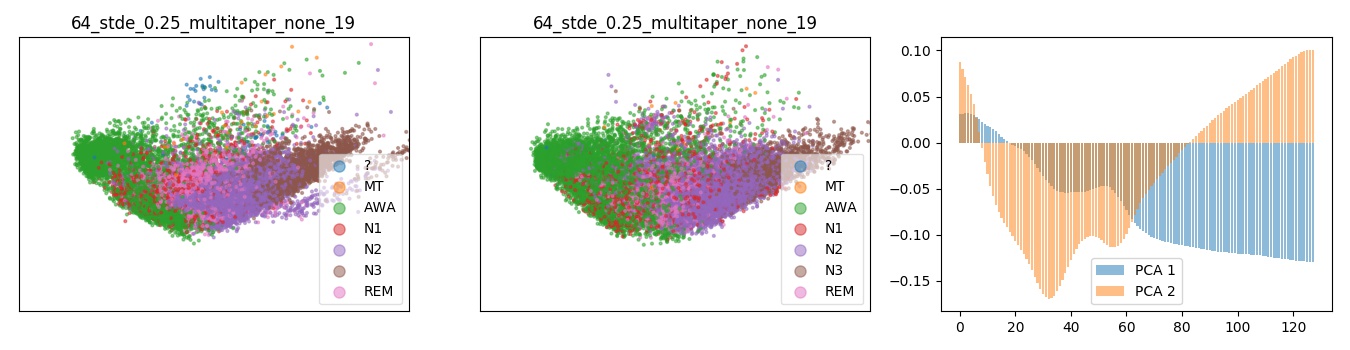 64_stde_0.25_multitaper_none_19
?
MT
AWA
N1
N2
N3
REM
64_stde_0.25_multitaper_none_19
?
MT
AWA
N1
N2
N3
REM
0.10
0.05
0.00
−0.05
−0.10
−0.15
PCA 1
PCA 2
0
20
40
60
80
100
120